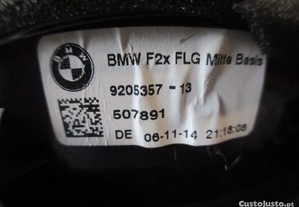 BMW
BMW F2x FLG Mitte Basis
9205357 - 13
507891
DE 06-11-14 21:18:08
CustoJusto.pt